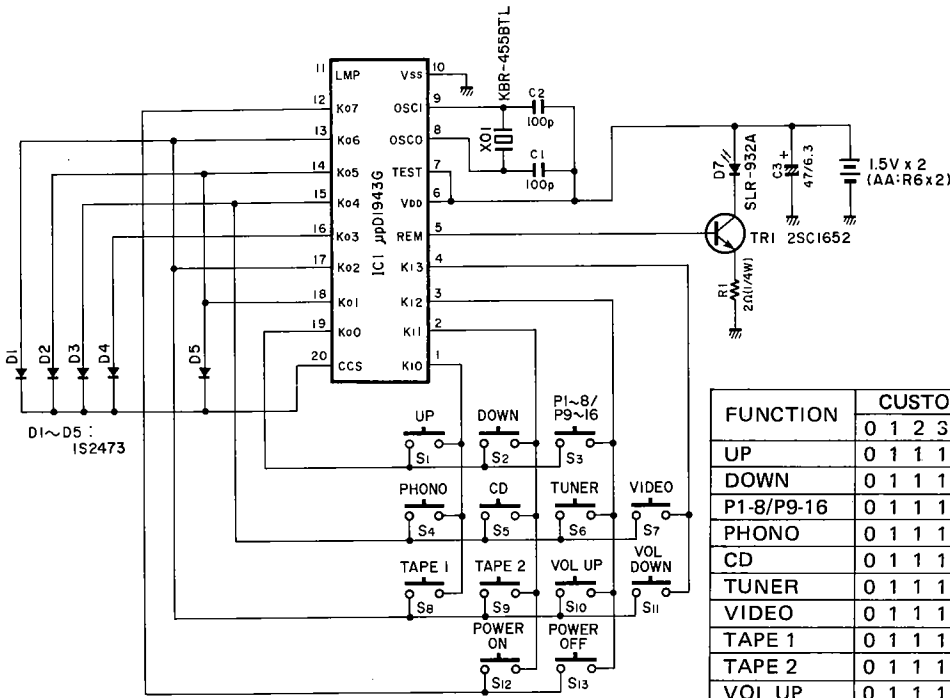 KBR-455BTL
11 LMP Vss 10
12 Ko7 OSCI 9
13 Ko6 OSCO 8
14 Ko5 TEST 7
15 Ko4 VDD 6
16 Ko3 REM 5
17 Ko2 KI3 4
18 Ko1 KI2 3
19 Ko0 KI1 2
20 CCS KI0 1
IC1 µpD1943G
XO1
C2
100p
C1
100p
D7 SLR-932A
C3 + 47/6.3
1.5V x 2
(AA:R6x2)
TR1 2SC1652
R1 2Ω(1/4W)
D1 D2 D3 D4 D5
D1~D5:
1S2473
UP DOWN P1~8/
P9~16
S1 S2 S3
PHONO CD TUNER VIDEO
S4 S5 S6 S7
TAPE 1 TAPE 2 VOL UP VOL
DOWN
S8 S9 S10 S11
POWER
ON
POWER
OFF
S12 S13
FUNCTION CUSTO
0 1 2 3
UP 0 1 1 1
DOWN 0 1 1 1
P1-8/P9-16 0 1 1 1
PHONO 0 1 1 1
CD 0 1 1 1
TUNER 0 1 1 1
VIDEO 0 1 1 1
TAPE 1 0 1 1 1
TAPE 2 0 1 1 1
VOL UP 0 1 1 1